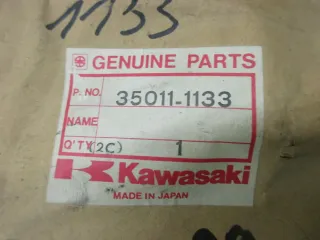 1133
GENUINE PARTS
P. NO. 35011-1133
NAME
Q'TY (2C) 1
Kawasaki
MADE IN JAPAN